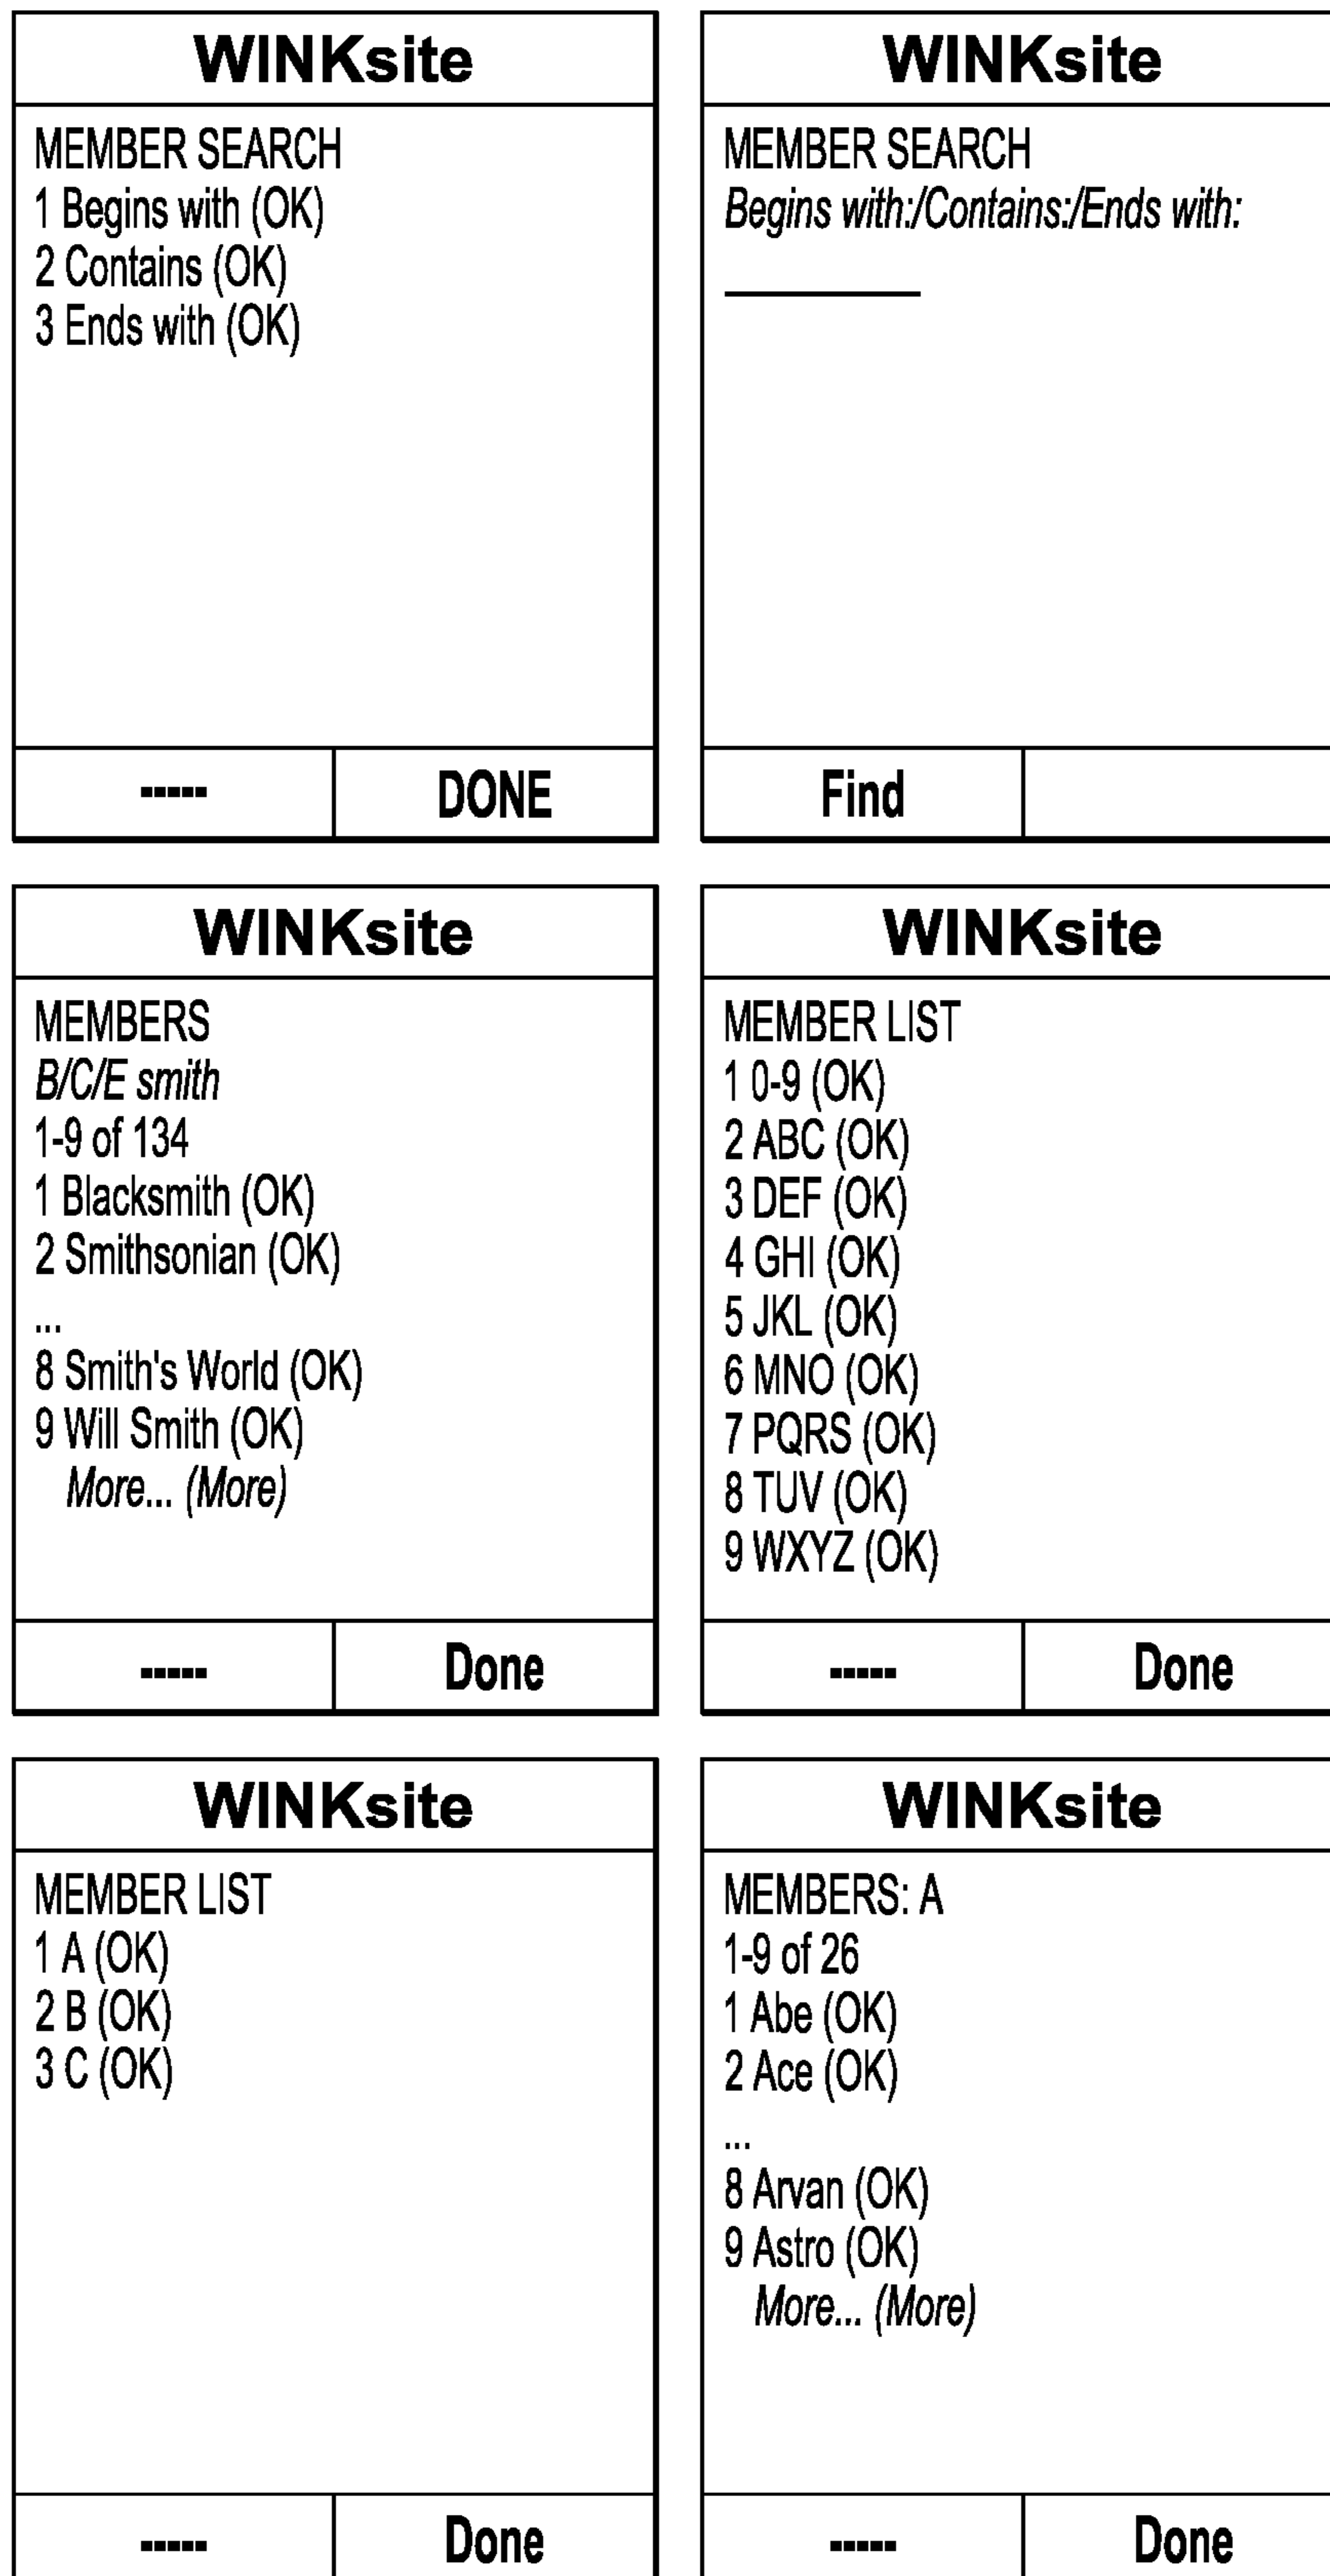 WINKsite
MEMBER SEARCH
1 Begins with (OK)
2 Contains (OK)
3 Ends with (OK)
-----
DONE
WINKsite
MEMBER SEARCH
Begins with:/Contains:/Ends with:
__________
Find
WINKsite
MEMBERS
B/C/E smith
1-9 of 134
1 Blacksmith (OK)
2 Smithsonian (OK)
...
8 Smith's World (OK)
9 Will Smith (OK)
More... (More)
-----
Done
WINKsite
MEMBER LIST
1 0-9 (OK)
2 ABC (OK)
3 DEF (OK)
4 GHI (OK)
5 JKL (OK)
6 MNO (OK)
7 PQRS (OK)
8 TUV (OK)
9 WXYZ (OK)
-----
Done
WINKsite
MEMBER LIST
1 A (OK)
2 B (OK)
3 C (OK)
-----
Done
WINKsite
MEMBERS: A
1-9 of 26
1 Abe (OK)
2 Ace (OK)
...
8 Arvan (OK)
9 Astro (OK)
More... (More)
-----
Done